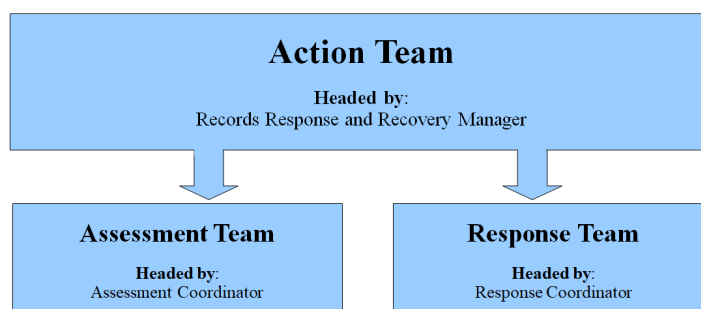 Action Team
Headed by:
Records Response and Recovery Manager
Assessment Team
Headed by:
Assessment Coordinator
Response Team
Headed by:
Response Coordinator